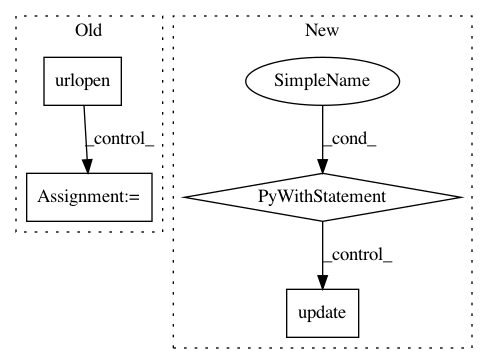 Old
New
urlopen
SimpleName
_control_
_cond_
Assignment:=
PyWithStatement
_control_
update